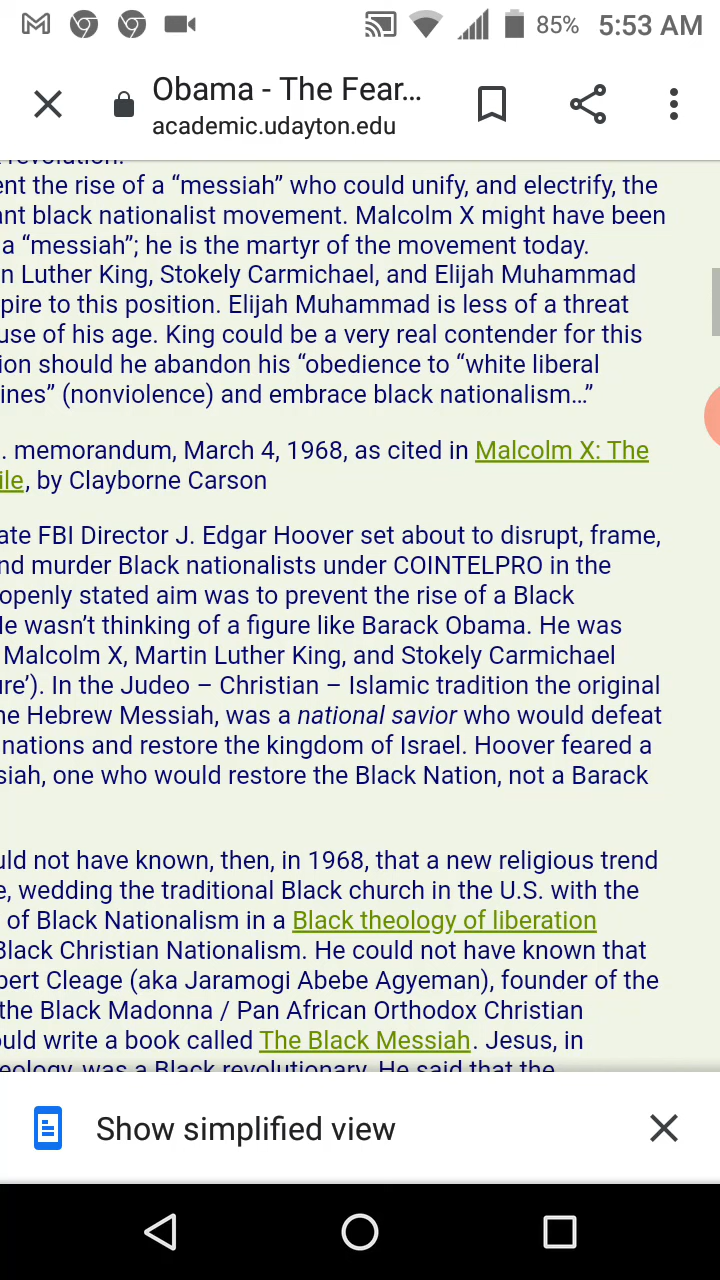 85% 5:53 AM
Obama - The Fear...
academic.udayton.edu
revolution.
ent the rise of a “messiah” who could unify, and electrify, the
ant black nationalist movement. Malcolm X might have been
a “messiah”; he is the martyr of the movement today.
n Luther King, Stokely Carmichael, and Elijah Muhammad
pire to this position. Elijah Muhammad is less of a threat
use of his age. King could be a very real contender for this
ion should he abandon his “obedience to “white liberal
ines” (nonviolence) and embrace black nationalism…”
. memorandum, March 4, 1968, as cited in Malcolm X: The
ile, by Clayborne Carson
ate FBI Director J. Edgar Hoover set about to disrupt, frame,
nd murder Black nationalists under COINTELPRO in the
openly stated aim was to prevent the rise of a Black
He wasn’t thinking of a figure like Barack Obama. He was
Malcolm X, Martin Luther King, and Stokely Carmichael
ure’). In the Judeo – Christian – Islamic tradition the original
he Hebrew Messiah, was a national savior who would defeat
nations and restore the kingdom of Israel. Hoover feared a
siah, one who would restore the Black Nation, not a Barack
uld not have known, then, in 1968, that a new religious trend
e, wedding the traditional Black church in the U.S. with the
of Black Nationalism in a Black theology of liberation
Black Christian Nationalism. He could not have known that
bert Cleage (aka Jaramogi Abebe Agyeman), founder of the
the Black Madonna / Pan African Orthodox Christian
ould write a book called The Black Messiah. Jesus, in
eology, was a Black revolutionary. He said that the
Show simplified view